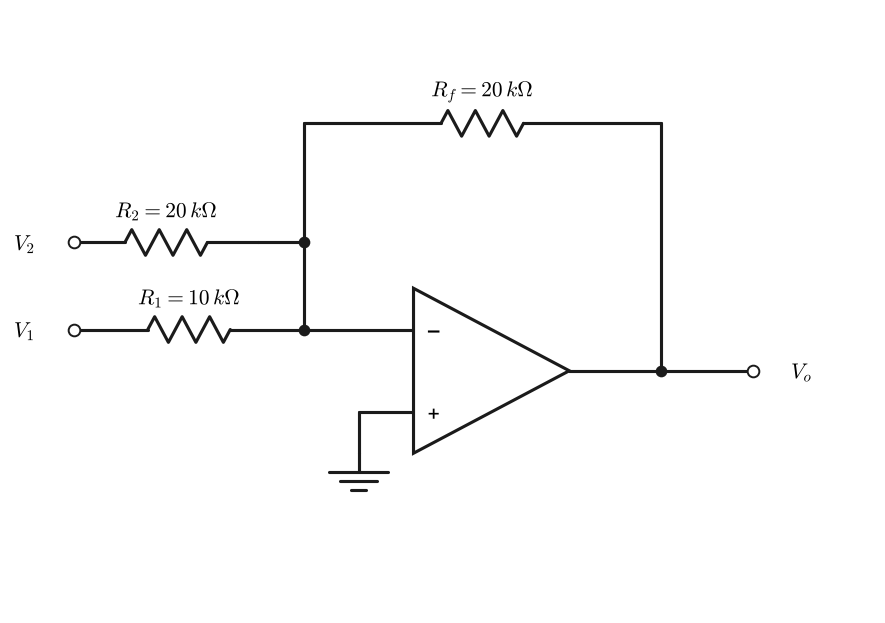 R_f = 20 kΩ
R_2 = 20 kΩ
V_2
R_1 = 10 kΩ
V_1
−
V_o
+